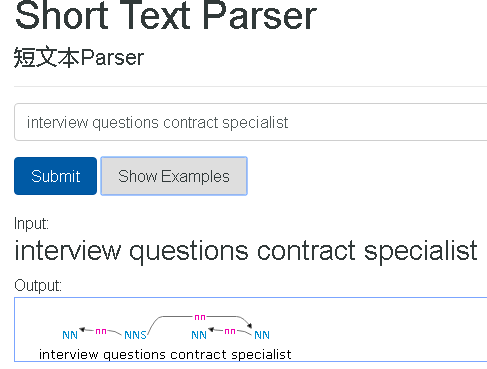 Short Text Parser
短文本Parser
interview questions contract specialist
Submit Show Examples
Input:
interview questions contract specialist
Output:
nn
NN nn NNS NN nn NN
interview questions contract specialist